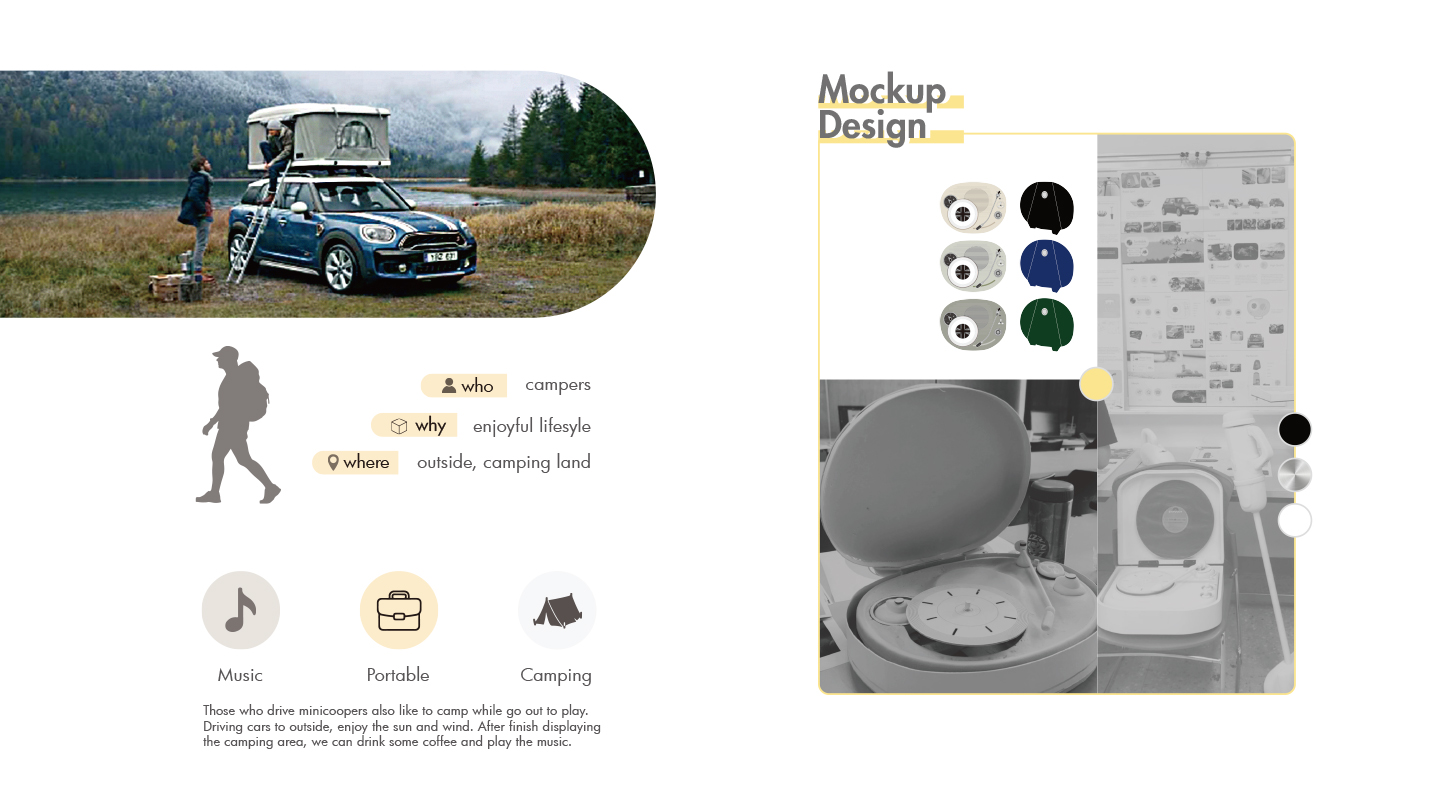 who campers
why enjoyful lifesyle
where outside, camping land
Music
Portable
Camping
Those who drive minicoopers also like to camp while go out to play.
Driving cars to outside, enjoy the sun and wind. After finish displaying
the camping area, we can drink some coffee and play the music.
Mockup
Design